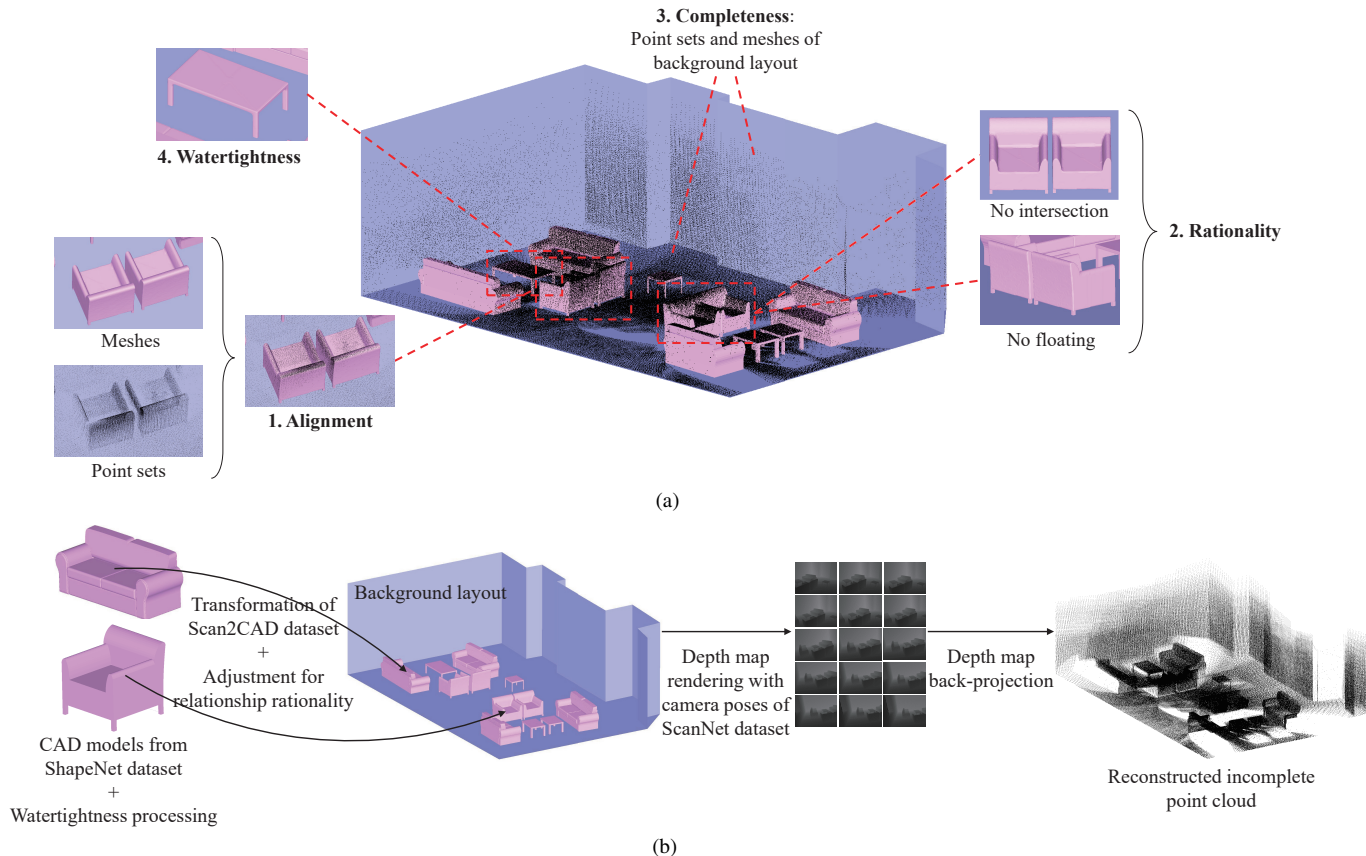 3. Completeness:
Point sets and meshes of
background layout
4. Watertightness
No intersection
2. Rationality
No floating
Meshes
1. Alignment
Point sets
(a)
Background layout
Transformation of
Scan2CAD dataset
+
Adjustment for
relationship rationality
CAD models from
ShapeNet dataset
+
Watertightness processing
Depth map
rendering with
camera poses of
ScanNet dataset
Depth map
back-projection
Reconstructed incomplete
point cloud
(b)